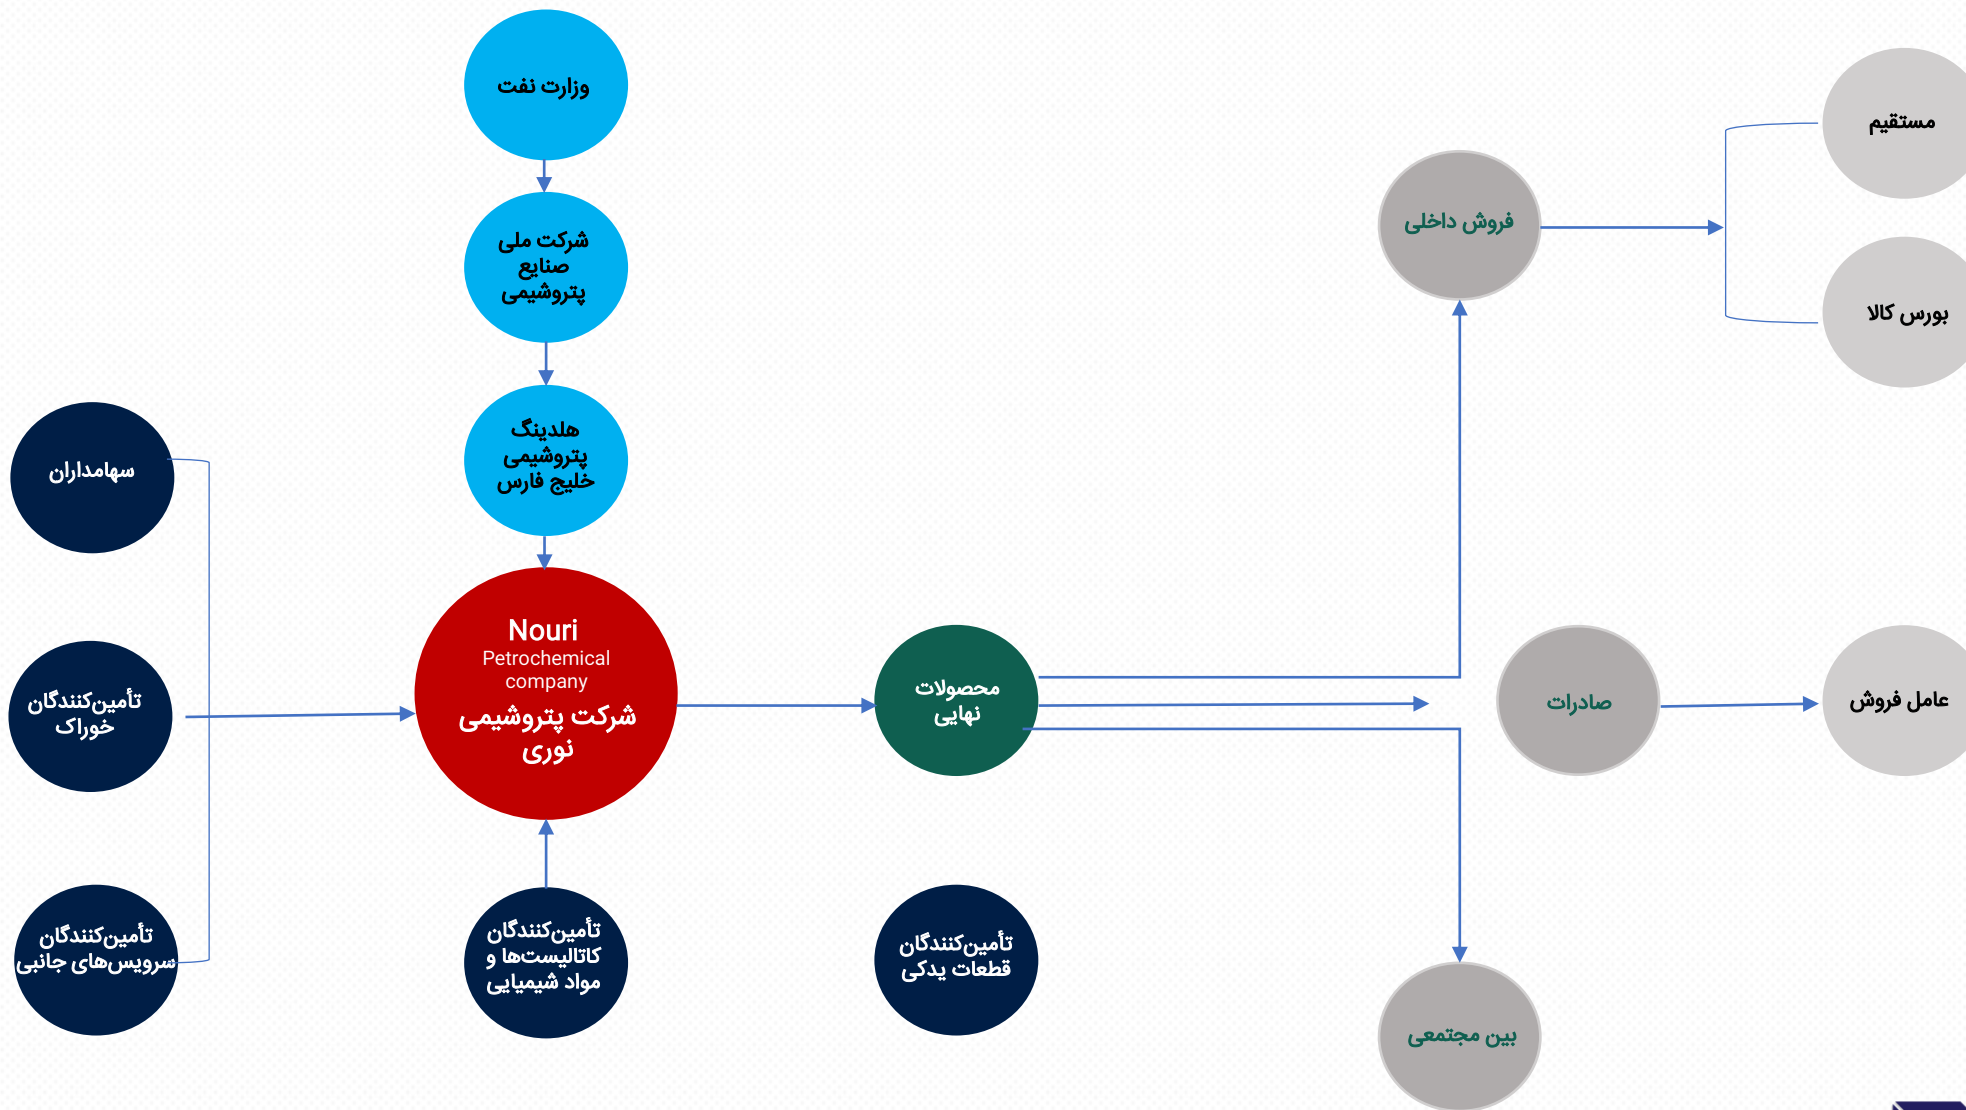 وزارت نفت
شرکت ملی
صنایع
پتروشیمی
هلدینگ
پتروشیمی
خلیج فارس
سهامداران
تأمین‌کنندگان
خوراک
تأمین‌کنندگان
سرویس‌های جانبی
Nouri
Petrochemical
company
شرکت پتروشیمی
نوری
تأمین‌کنندگان
کاتالیست‌ها و
مواد شیمیایی
محصولات
نهایی
تأمین‌کنندگان
قطعات یدکی
فروش داخلی
مستقیم
بورس کالا
صادرات
عامل فروش
بین مجتمعی